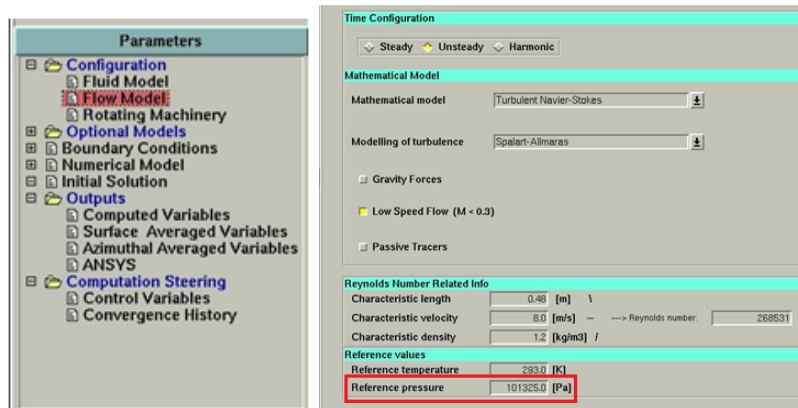 Parameters
Configuration
Fluid Model
Flow Model
Rotating Machinery
Optional Models
Boundary Conditions
Numerical Model
Initial Solution
Outputs
Computed Variables
Surface Averaged Variables
Azimuthal Averaged Variables
ANSYS
Computation Steering
Control Variables
Convergence History
Time Configuration
Steady Unsteady Harmonic
Mathematical Model
Mathematical model Turbulent Navier-Stokes
Modelling of turbulence Spalart-Allmaras
Gravity Forces
Low Speed Flow (M < 0.3)
Passive Tracers
Reynolds Number Related Info
Characteristic length 0.48 [m] \
Characteristic velocity 8.0 [m/s] – ---> Reynolds number: 268531
Characteristic density 1.2 [kg/m3] /
Reference values
Reference temperature 293.0 [K]
Reference pressure 101325.0 [Pa]